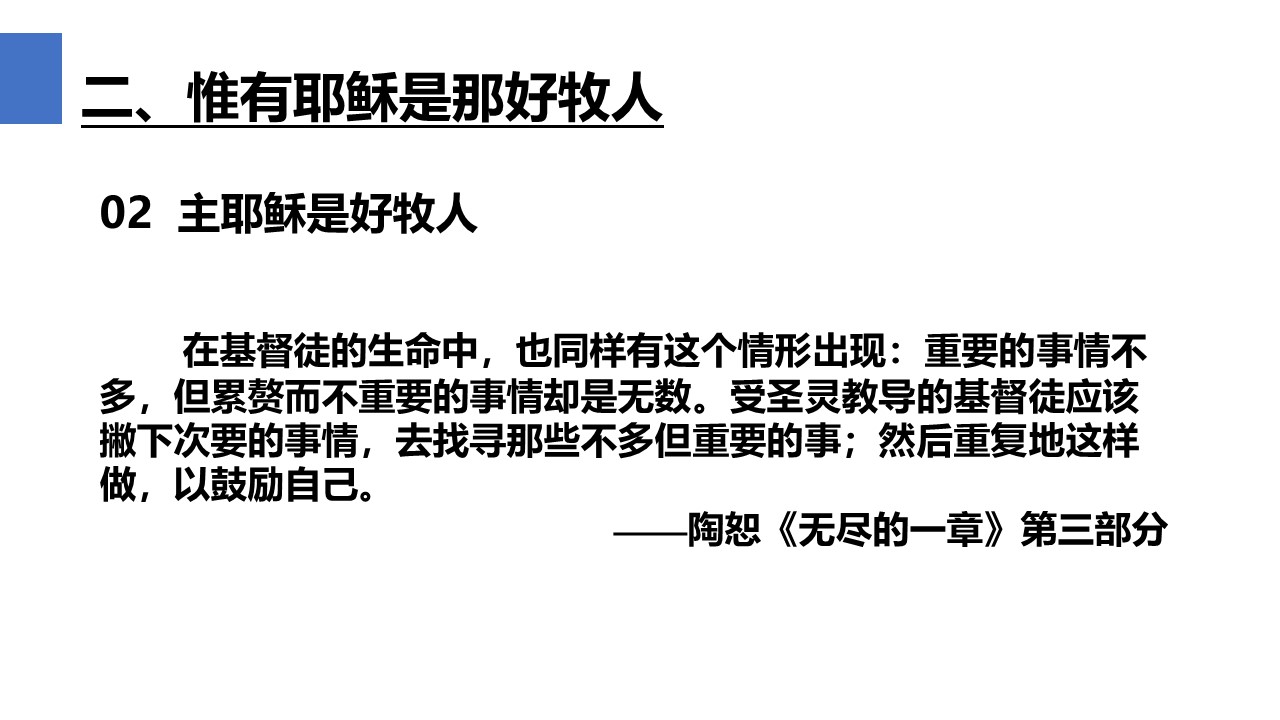 二、惟有耶稣是那好牧人
02 主耶稣是好牧人
在基督徒的生命中，也同样有这个情形出现：重要的事情不
多，但累赘而不重要的事情却是无数。受圣灵教导的基督徒应该
撇下次要的事情，去找寻那些不多但重要的事；然后重复地这样
做，以鼓励自己。
——陶恕《无尽的一章》第三部分